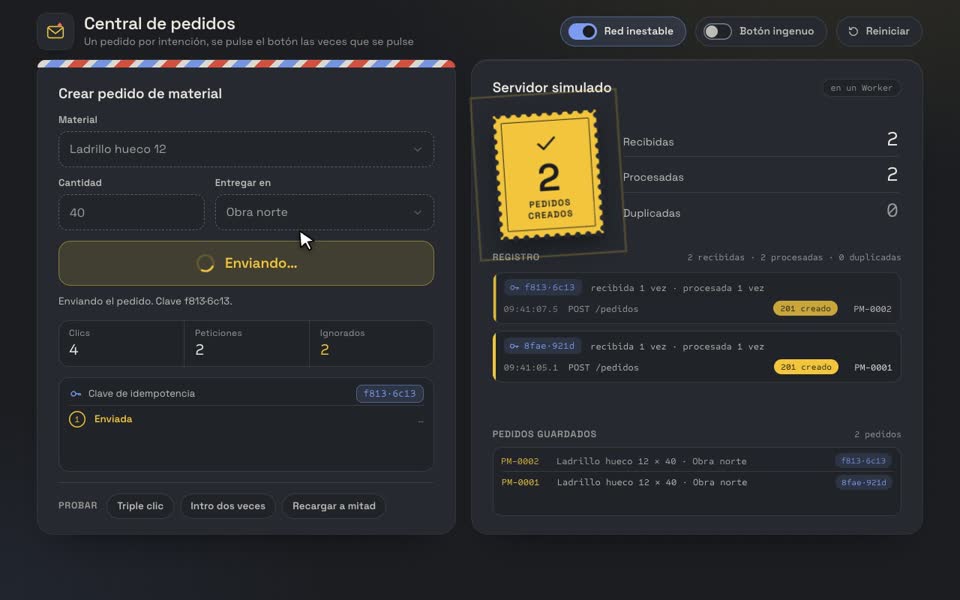 Central de pedidos
Un pedido por intención, se pulse el botón las veces que se pulse
Red inestable
Botón ingenuo
Reiniciar
Crear pedido de material
Material
Ladrillo hueco 12
Cantidad
Entregar en
40
Obra norte
Enviando...
Enviando el pedido. Clave f813·6c13.
Clics
Peticiones
Ignorados
4
2
2
Clave de idempotencia
f813·6c13
1
Enviada
…
PROBAR
Triple clic
Intro dos veces
Recargar a mitad
Servidor simulado
en un Worker
2
PEDIDOS
CREADOS
Recibidas
2
Procesadas
2
Duplicadas
0
REGISTRO
2 recibidas · 2 procesadas · 0 duplicadas
f813·6c13
recibida 1 vez · procesada 1 vez
09:41:07.5 POST /pedidos
201 creado
PM-0002
8fae·921d
recibida 1 vez · procesada 1 vez
09:41:05.1 POST /pedidos
201 creado
PM-0001
PEDIDOS GUARDADOS
2 pedidos
PM-0002 Ladrillo hueco 12 × 40 · Obra norte f813·6c13
PM-0001 Ladrillo hueco 12 × 40 · Obra norte 8fae·921d